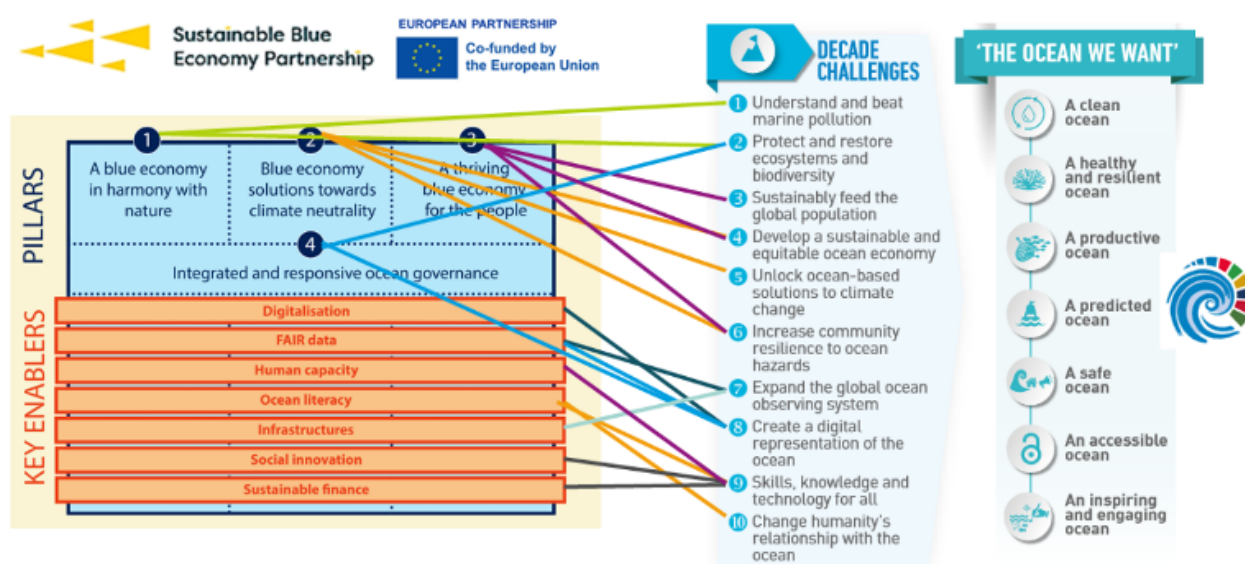 Sustainable Blue
Economy Partnership
EUROPEAN PARTNERSHIP
Co-funded by
the European Union
PILLARS
1
A blue economy
in harmony with
nature
2
Blue economy
solutions towards
climate neutrality
3
A thriving
blue economy
for the people
4
Integrated and responsive ocean governance
KEY ENABLERS
Digitalisation
FAIR data
Human capacity
Ocean literacy
Infrastructures
Social innovation
Sustainable finance
DECADE
CHALLENGES
1 Understand and beat
marine pollution
2 Protect and restore
ecosystems and
biodiversity
3 Sustainably feed the
global population
4 Develop a sustainable and
equitable ocean economy
5 Unlock ocean-based
solutions to climate
change
6 Increase community
resilience to ocean
hazards
7 Expand the global ocean
observing system
8 Create a digital
representation of the
ocean
9 Skills, knowledge and
technology for all
10 Change humanity's
relationship with the
ocean
'THE OCEAN WE WANT'
A clean
ocean
A healthy
and resilient
ocean
A productive
ocean
A predicted
ocean
A safe
ocean
An accessible
ocean
An inspiring
and engaging
ocean